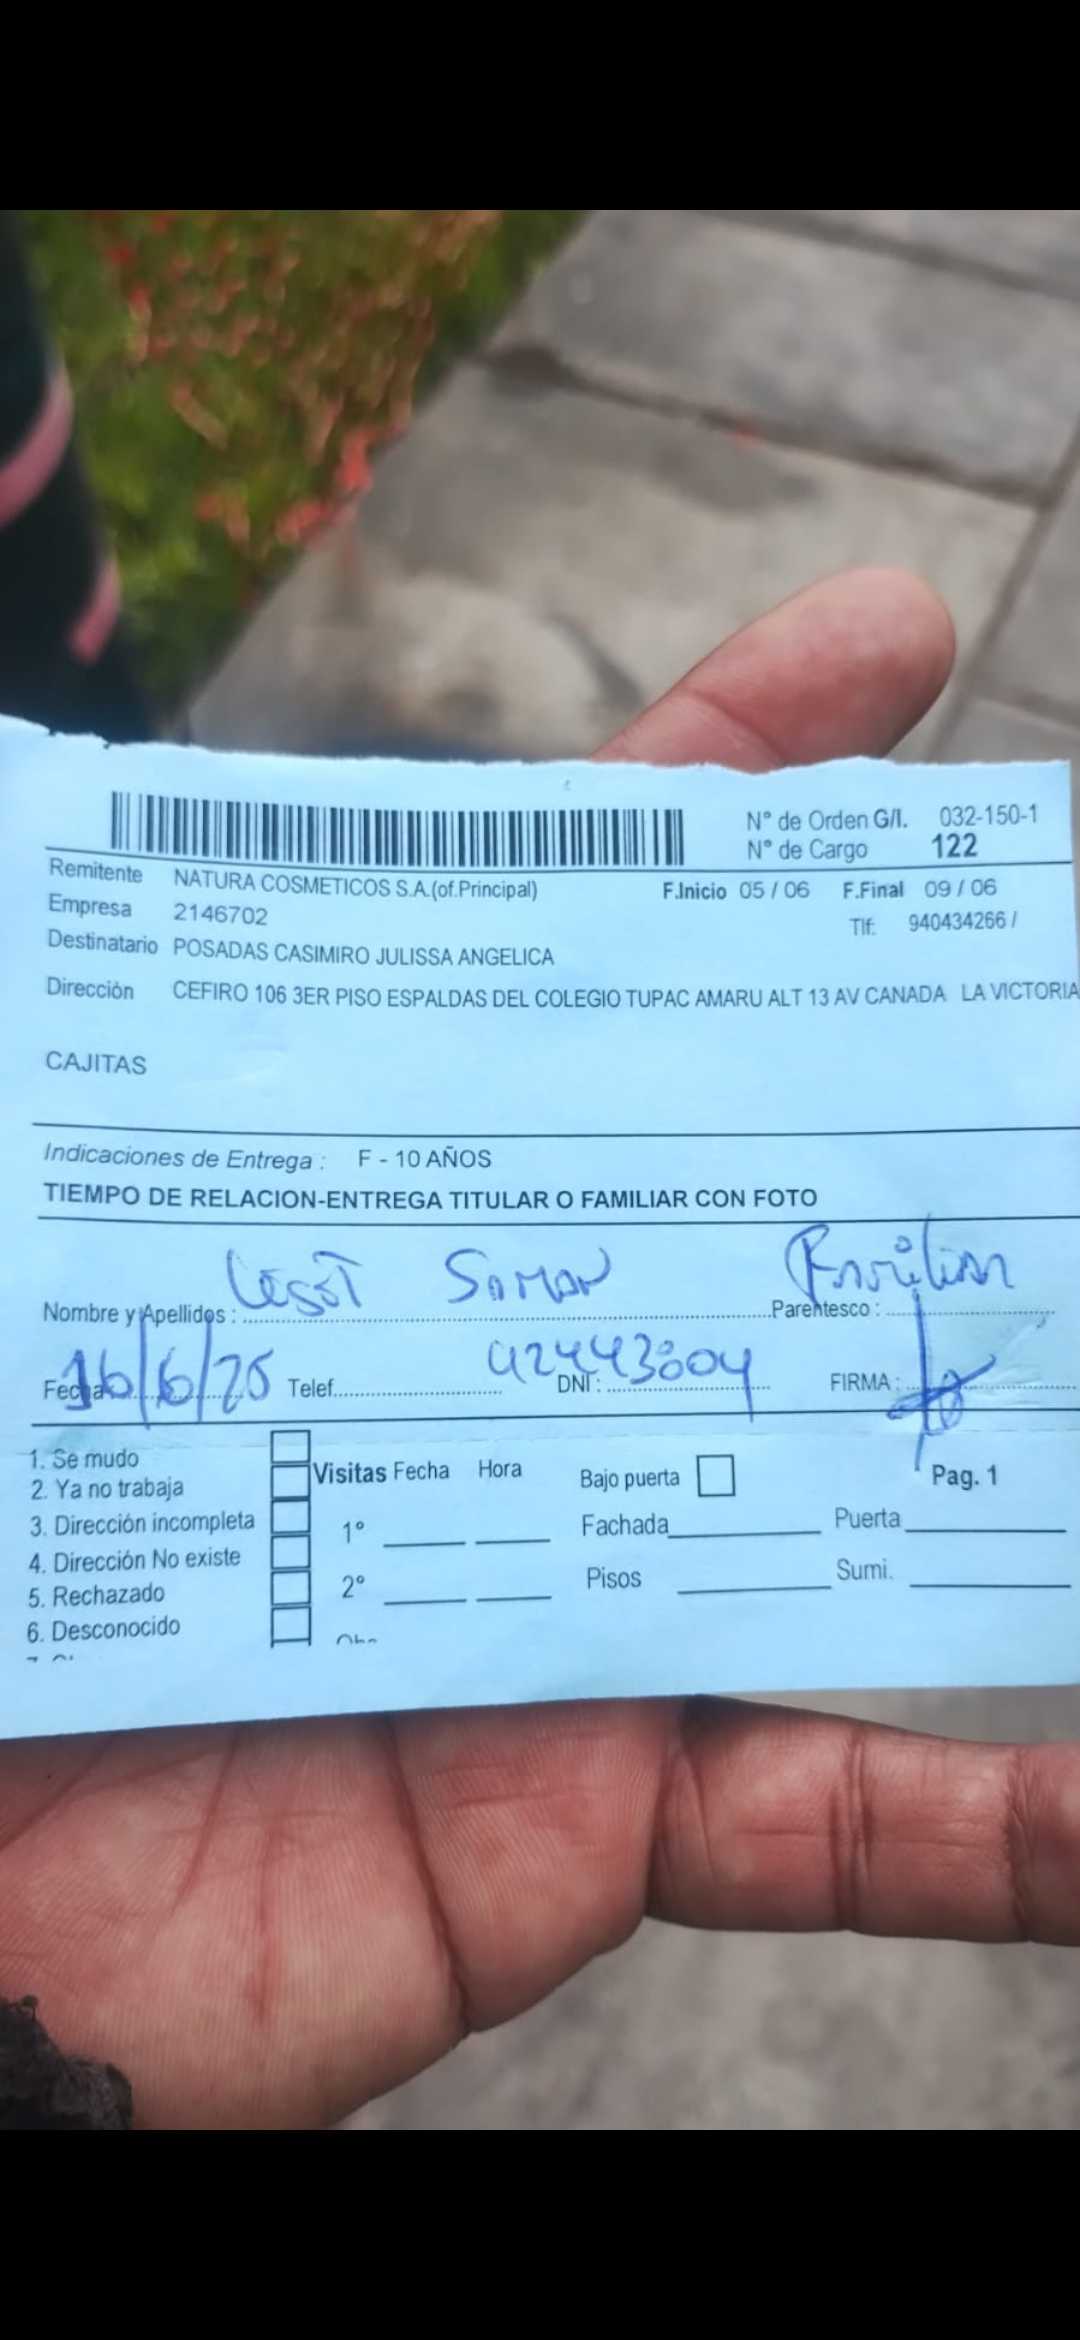 N° de Orden G/I. 032-150-1
N° de Cargo 122
Remitente NATURA COSMETICOS S.A.(of.Principal) F.Inicio 05 / 06 F.Final 09 / 06
Empresa 2146702 Tlf: 940434266 /
Destinatario POSADAS CASIMIRO JULISSA ANGELICA
Dirección CEFIRO 106 3ER PISO ESPALDAS DEL COLEGIO TUPAC AMARU ALT 13 AV CANADA LA VICTORIA
CAJITAS
Indicaciones de Entrega : F - 10 AÑOS
TIEMPO DE RELACION-ENTREGA TITULAR O FAMILIAR CON FOTO
Nombre y Apellidos : Parentesco : Familiar
Fecha 16/6/25 Telef. DNI : 42443804 FIRMA :
1. Se mudo
2. Ya no trabaja
3. Dirección incompleta
4. Dirección No existe
5. Rechazado
6. Desconocido
Visitas Fecha Hora
1°
2°
Bajo puerta Pag. 1
Fachada Puerta
Pisos Sumi.